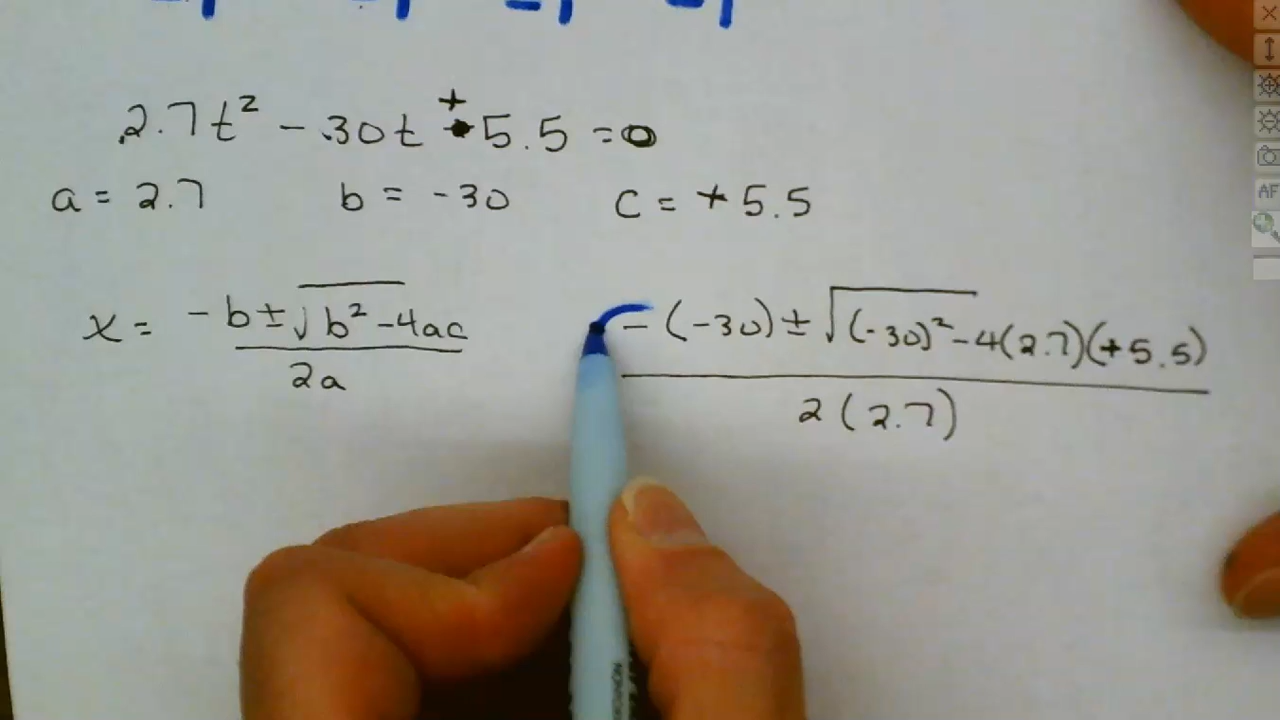 2.7t² - 30t + 5.5 = 0
a = 2.7 b = -30 c = +5.5
x = -b ± √b² - 4ac / 2a
-(-30) ± √(-30)² - 4(2.7)(+5.5) / 2(2.7)
AF